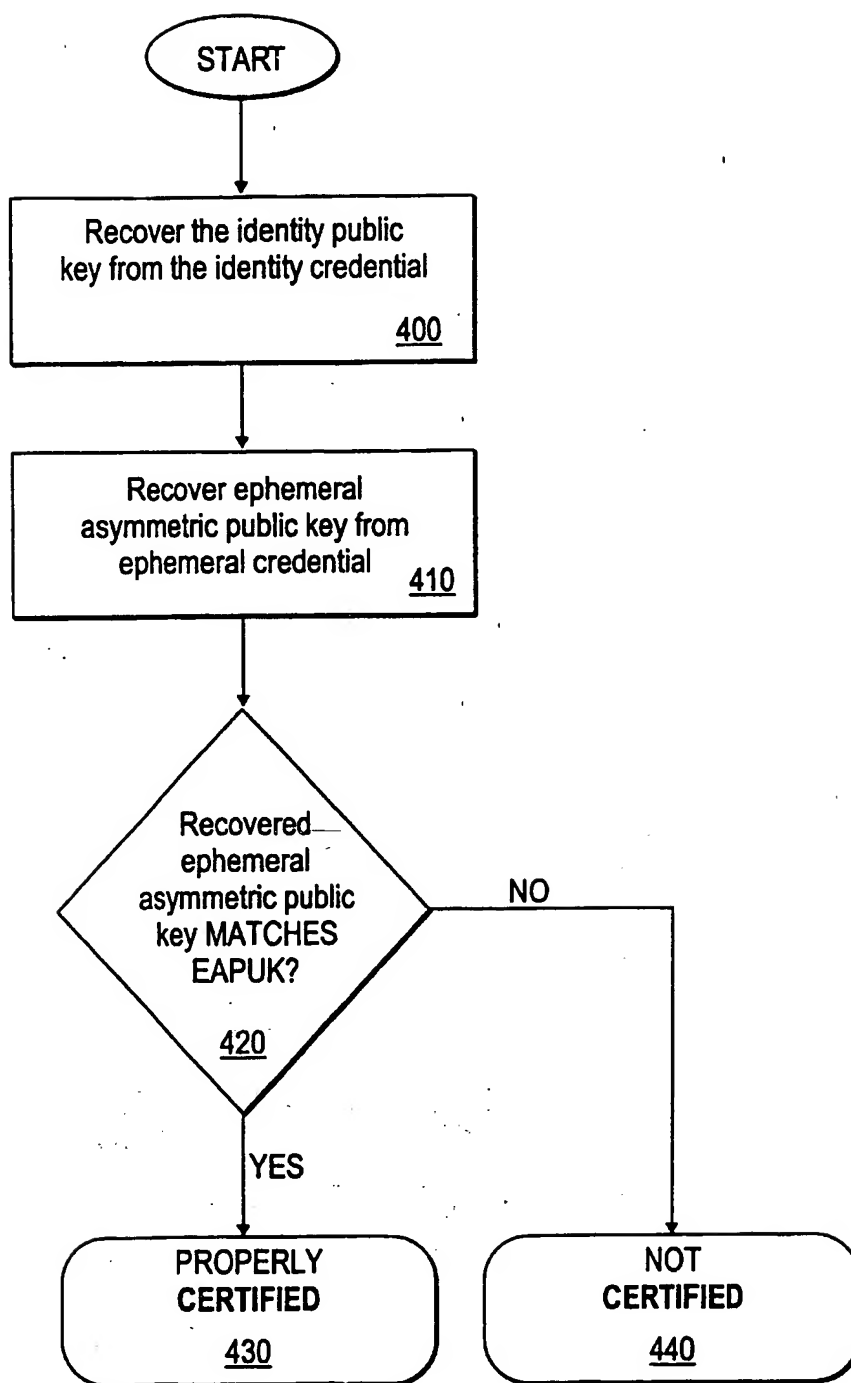 START
Recover the identity public
key from the identity credential
400
Recover ephemeral
asymmetric public key from
ephemeral credential
410
Recovered
ephemeral
asymmetric public
key MATCHES
EAPUK?
420
NO
YES
PROPERLY
CERTIFIED
430
NOT
CERTIFIED
440